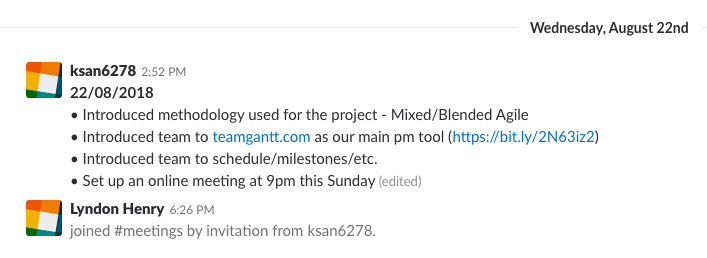 Wednesday, August 22nd
ksan6278 2:52 PM
22/08/2018
• Introduced methodology used for the project - Mixed/Blended Agile
• Introduced team to teamgantt.com as our main pm tool (https://bit.ly/2N63iz2)
• Introduced team to schedule/milestones/etc.
• Set up an online meeting at 9pm this Sunday (edited)
Lyndon Henry 6:26 PM
joined #meetings by invitation from ksan6278.